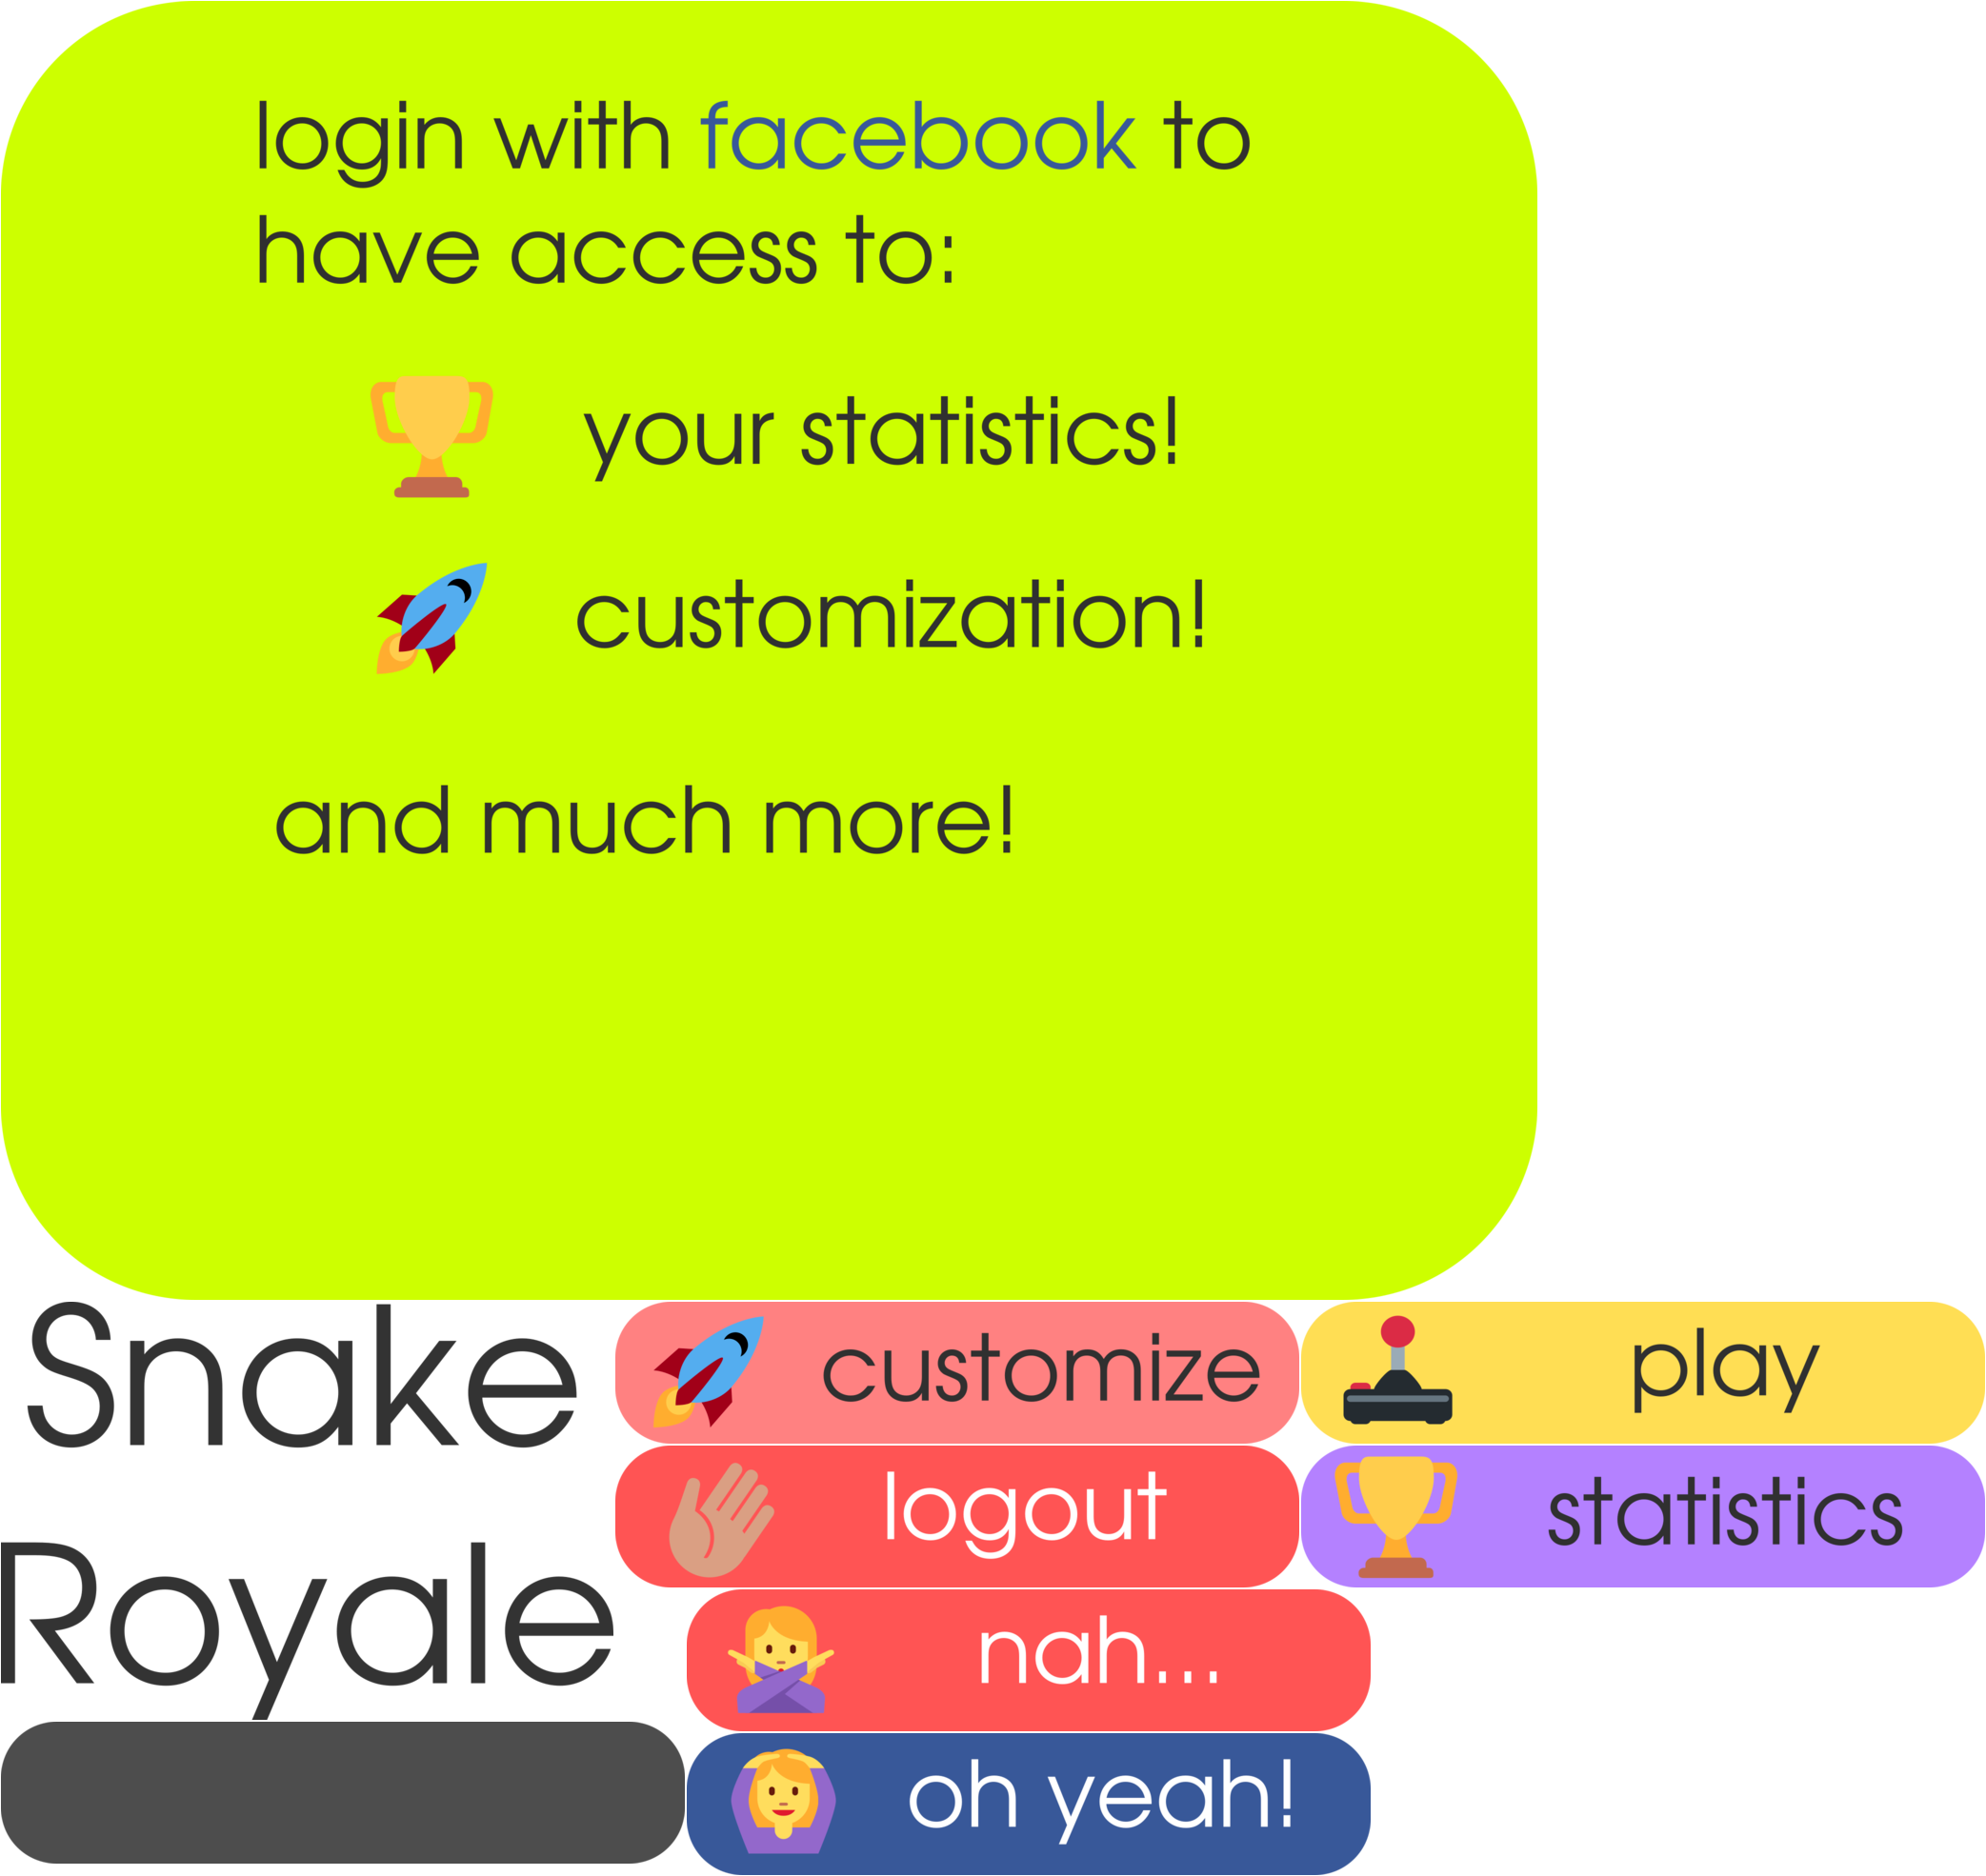 login with facebook to
have access to:
your statistics!
customization!
and much more!
Snake
Royale
customize
play
logout
statistics
nah...
oh yeah!